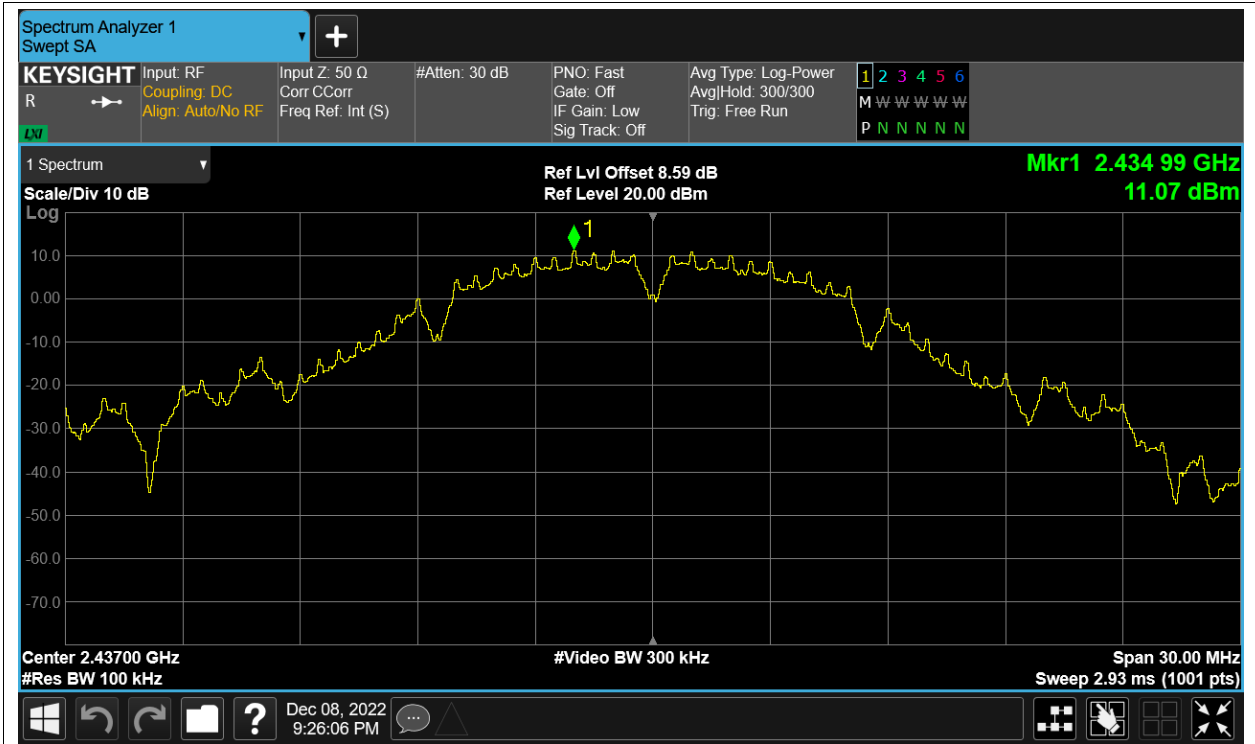 Spectrum Analyzer 1
Swept SA
+
KEYSIGHT
R
LXI
Input: RF
Coupling: DC
Align: Auto/No RF
Input Z: 50 Ω
Corr CCorr
Freq Ref: Int (S)
#Atten: 30 dB
PNO: Fast
Gate: Off
IF Gain: Low
Sig Track: Off
Avg Type: Log-Power
Avg|Hold: 300/300
Trig: Free Run
1 2 3 4 5 6
M W W W W W
P N N N N N
1 Spectrum
Scale/Div 10 dB
Log
Ref Lvl Offset 8.59 dB
Ref Level 20.00 dBm
Mkr1 2.434 99 GHz
11.07 dBm
1
10.0
0.00
-10.0
-20.0
-30.0
-40.0
-50.0
-60.0
-70.0
Center 2.43700 GHz
#Video BW 300 kHz
Span 30.00 MHz
#Res BW 100 kHz
Sweep 2.93 ms (1001 pts)
?
Dec 08, 2022
9:26:06 PM